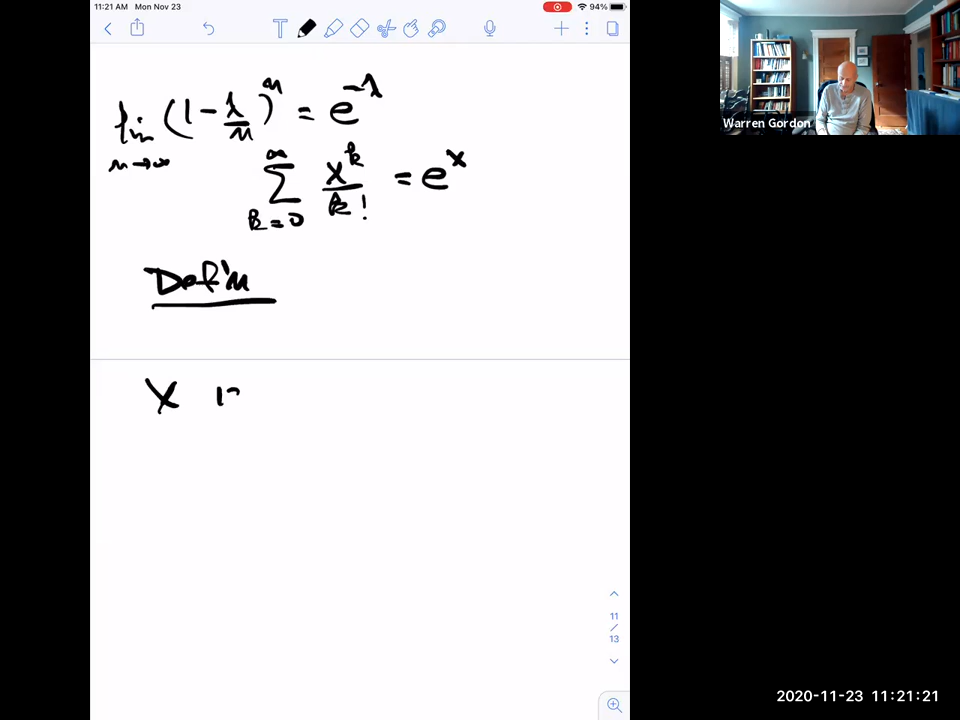 11:21 AM Mon Nov 23
94%
lim (1 - λ/n)^n = e^-λ
n→∞
∞
∑ x^k/k! = e^x
k=0
Def'n
X is
11
/
13
Warren Gordon
2020-11-23 11:21:21